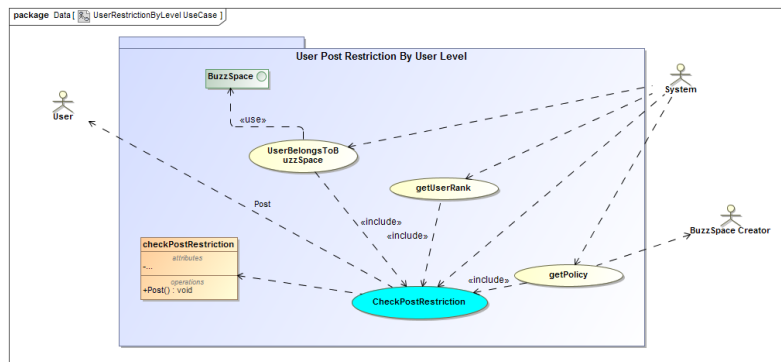 package Data [ UserRestrictionByLevel UseCase ]
User Post Restriction By User Level
BuzzSpace
User
System
«use»
UserBelongsToB
uzzSpace
getUserRank
Post
«include»
«include»
BuzzSpace Creator
checkPostRestriction
attributes
-...
operations
+Post() : void
getPolicy
«include»
CheckPostRestriction